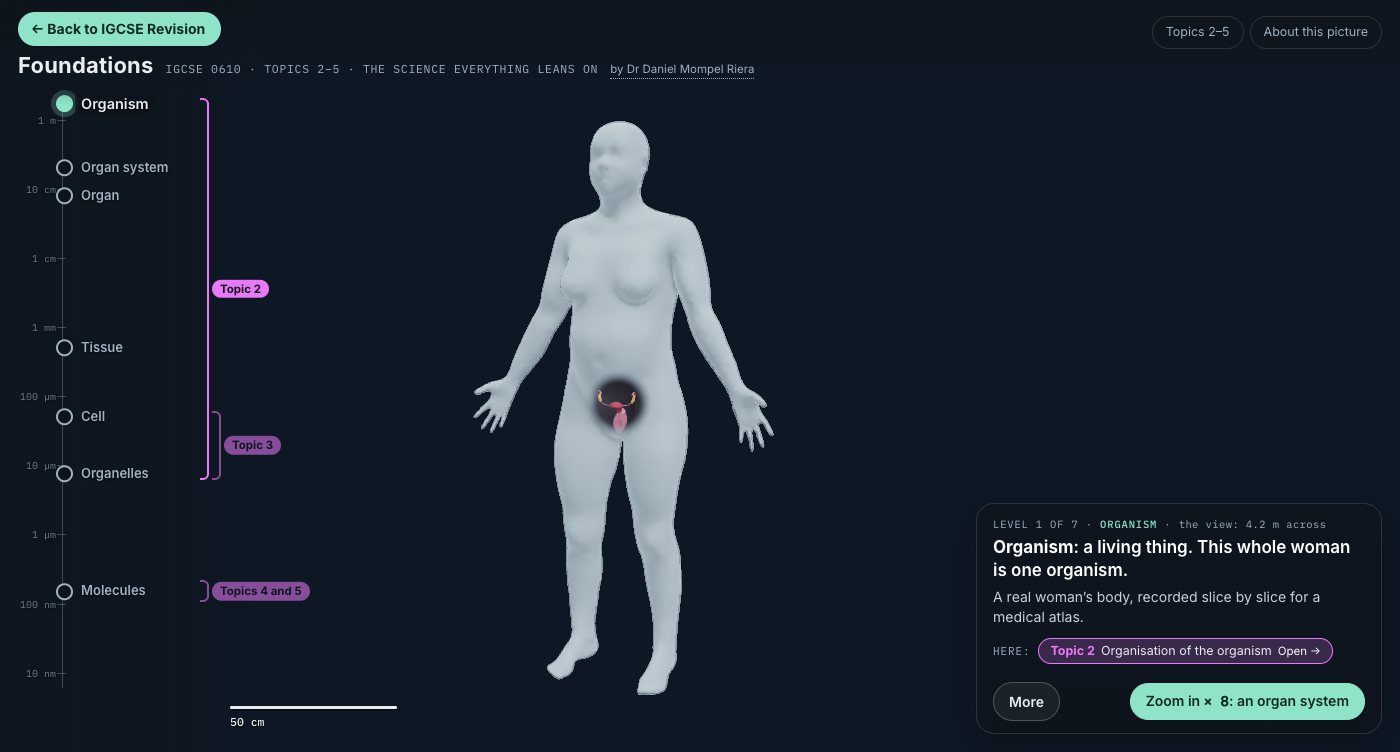 ← Back to IGCSE Revision
Topics 2–5
About this picture
Foundations IGCSE 0610 · TOPICS 2–5 · THE SCIENCE EVERYTHING LEANS ON by Dr Daniel Mompel Riera
Organism
1 m
Organ system
10 cm
Organ
1 cm
Topic 2
1 mm
Tissue
100 µm
Cell
Topic 3
10 µm
Organelles
1 µm
Molecules
Topics 4 and 5
100 nm
10 nm
50 cm
LEVEL 1 OF 7 · ORGANISM · the view: 4.2 m across
Organism: a living thing. This whole woman
is one organism.
A real woman’s body, recorded slice by slice for a
medical atlas.
HERE: Topic 2 Organisation of the organism Open →
More
Zoom in × 8: an organ system